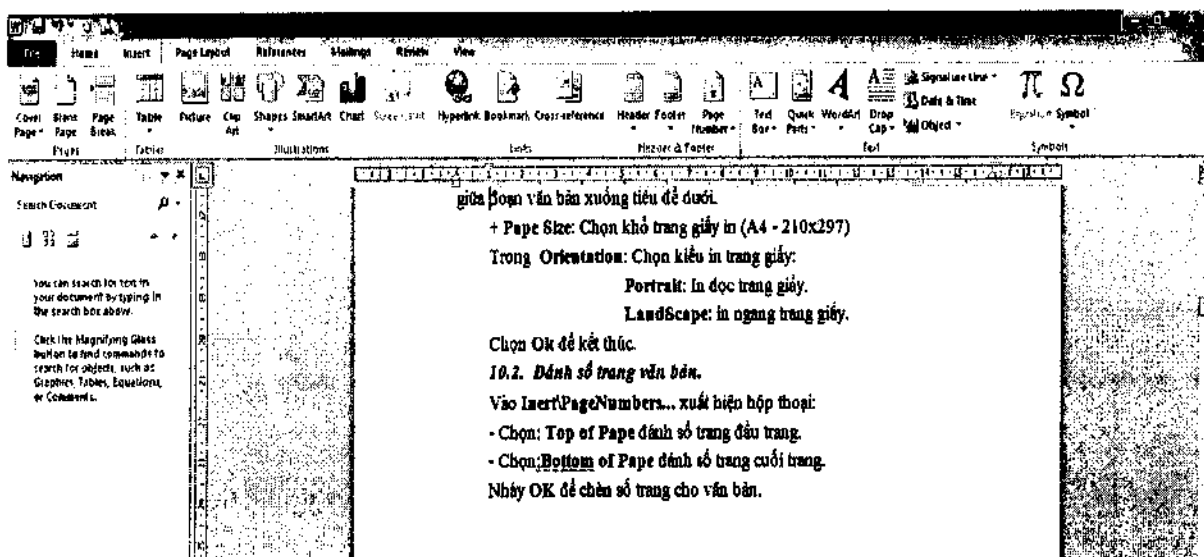 File Home Insert Page Layout References Mailings Review View
Cover Page Blank Page Page Break Table Picture Clip Art Shapes SmartArt Chart Hyperlink Bookmark Cross-reference Header Footer Page Number Text Box Quick Parts WordArt Drop Cap Signature Line Date & Time Object Equation Symbol
Pages Tables Illustrations Links Header & Footer Text Symbols
Navigation
Search Document
You can search for text in
your document by typing in
the search box above.
Click the Magnifying Glass
button to find commands to
search for objects, such as
Graphics, Tables, Equations,
or Comments.
giữa đoạn văn bản xuống tiêu đề dưới.
+ Pape Size: Chọn khổ trang giấy in (A4 - 210x297)
Trong Orientation: Chọn kiểu in trang giấy:
Portrait: In dọc trang giấy.
LandScape: in ngang trang giấy.
Chọn Ok để kết thúc.
10.2. Đánh số trang văn bản.
Vào Inert\PageNumbers... xuất hiện hộp thoại:
- Chọn: Top of Pape đánh số trang đầu trang.
- Chọn:Bottom of Pape đánh số trang cuối trang.
Nháy OK để chèn số trang cho văn bản.